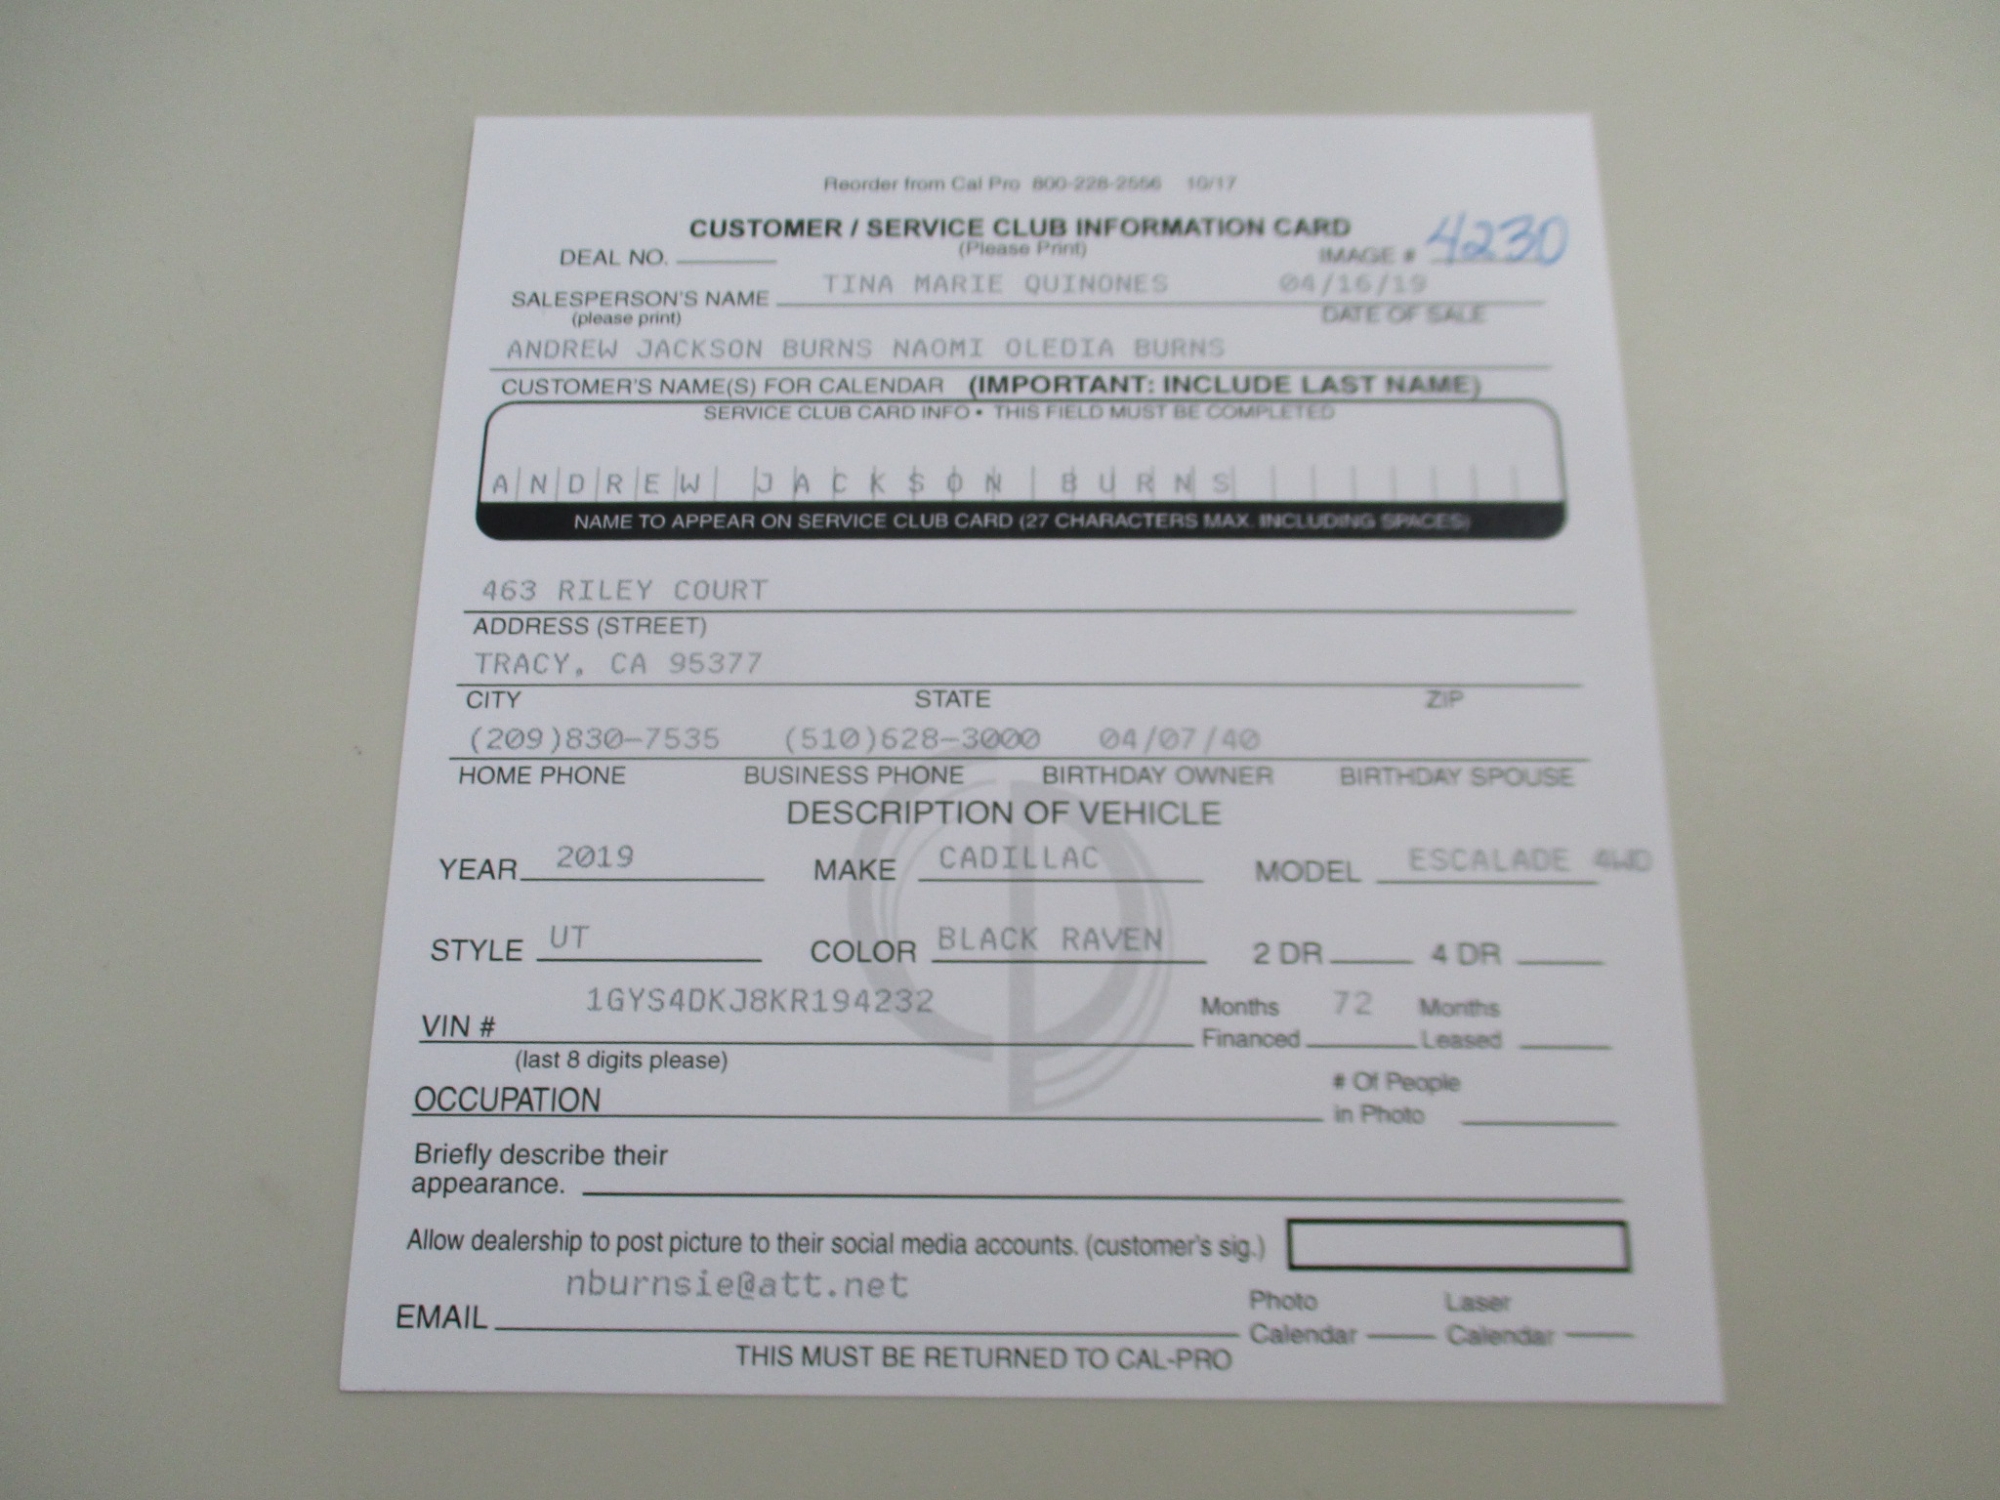 Reorder from Cal Pro 800-228-2556 10/17
CUSTOMER / SERVICE CLUB INFORMATION CARD
(Please Print)
DEAL NO. IMAGE # 4230
SALESPERSON'S NAME TINA MARIE QUINONES 04/16/19
(please print) DATE OF SALE
ANDREW JACKSON BURNS NAOMI OLEDIA BURNS
CUSTOMER'S NAME(S) FOR CALENDAR (IMPORTANT: INCLUDE LAST NAME)
SERVICE CLUB CARD INFO • THIS FIELD MUST BE COMPLETED
ANDREW JACKSON BURNS
NAME TO APPEAR ON SERVICE CLUB CARD (27 CHARACTERS MAX. INCLUDING SPACES)
463 RILEY COURT
ADDRESS (STREET)
TRACY, CA 95377
CITY STATE ZIP
(209)830-7535 (510)628-3000 04/07/40
HOME PHONE BUSINESS PHONE BIRTHDAY OWNER BIRTHDAY SPOUSE
DESCRIPTION OF VEHICLE
YEAR 2019 MAKE CADILLAC MODEL ESCALADE 4WD
STYLE UT COLOR BLACK RAVEN 2 DR 4 DR
VIN # 1GYS4DKJ8KR194232 Months Financed 72 Months Leased
(last 8 digits please)
OCCUPATION # Of People in Photo
Briefly describe their
appearance.
Allow dealership to post picture to their social media accounts. (customer's sig.)
EMAIL nburnsie@att.net Photo Calendar Laser Calendar
THIS MUST BE RETURNED TO CAL-PRO